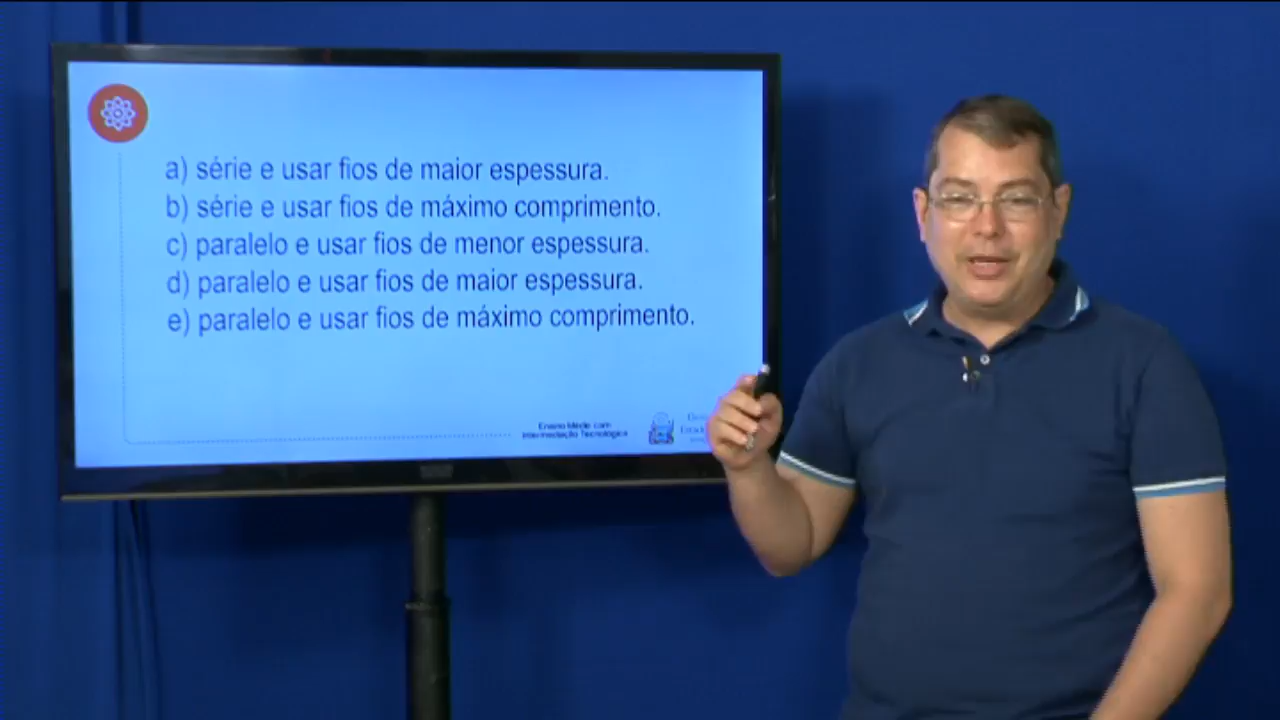 a) série e usar fios de maior espessura.
b) série e usar fios de máximo comprimento.
c) paralelo e usar fios de menor espessura.
d) paralelo e usar fios de maior espessura.
e) paralelo e usar fios de máximo comprimento.
Ensino Médio com
Intermediação Tecnológica